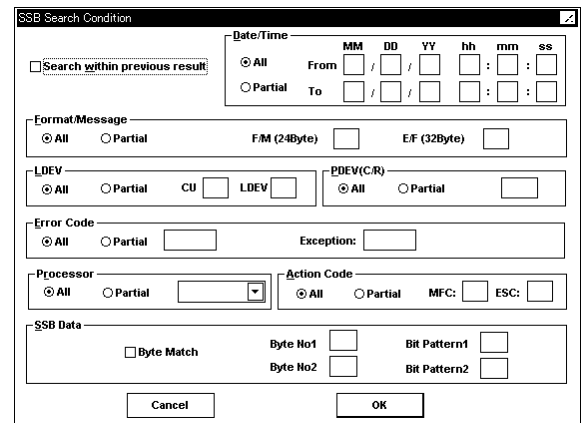 SSB Search Condition
Date/Time
MM DD YY hh mm ss
Search within previous result
All From / / : :
Partial To / / : :
Format/Message
All Partial F/M (24Byte) E/F (32Byte)
LDEV PDEV(C/R)
All Partial CU LDEV All Partial
Error Code
All Partial Exception:
Processor Action Code
All Partial All Partial MFC: ESC:
SSB Data
Byte Match Byte No1 Bit Pattern1
Byte No2 Bit Pattern2
Cancel OK